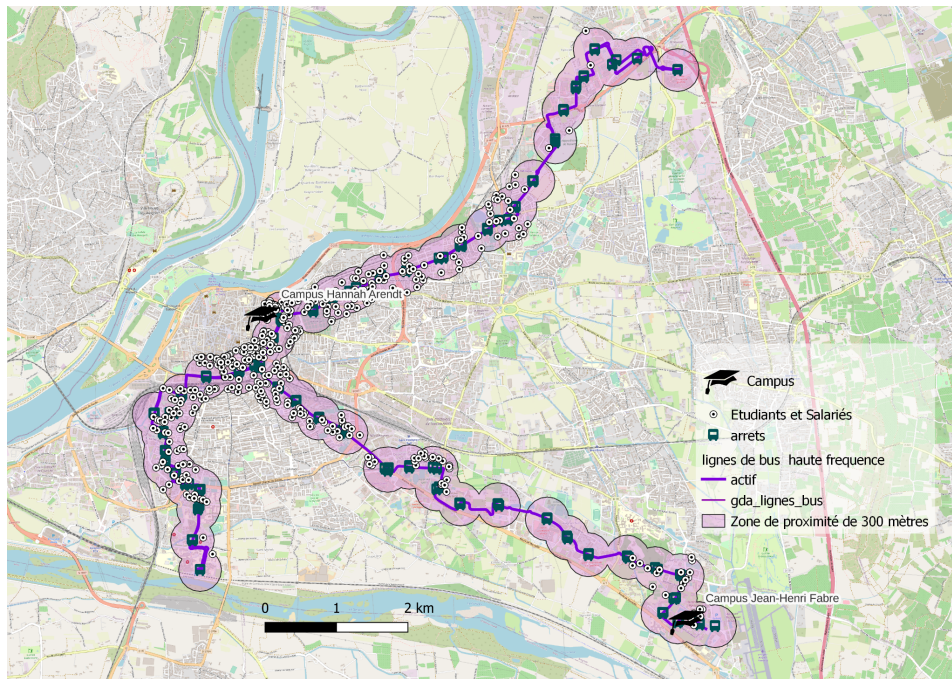 Campus Hannah Arendt
Campus
Etudiants et Salariés
arrets
lignes de bus haute frequence
actif
gda_lignes_bus
Zone de proximité de 300 mètres
Campus Jean-Henri Fabre
0 1 2 km